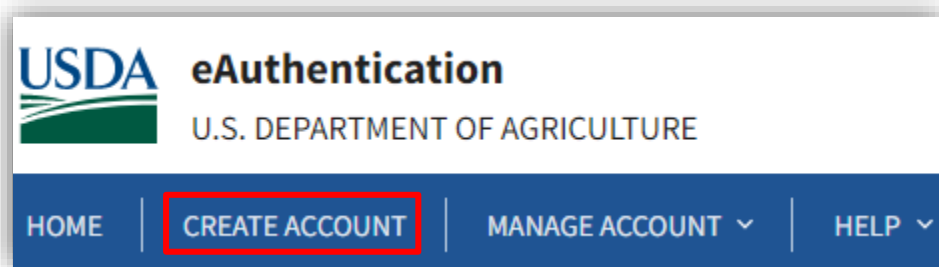 USDA eAuthentication
U.S. DEPARTMENT OF AGRICULTURE
HOME CREATE ACCOUNT MANAGE ACCOUNT HELP